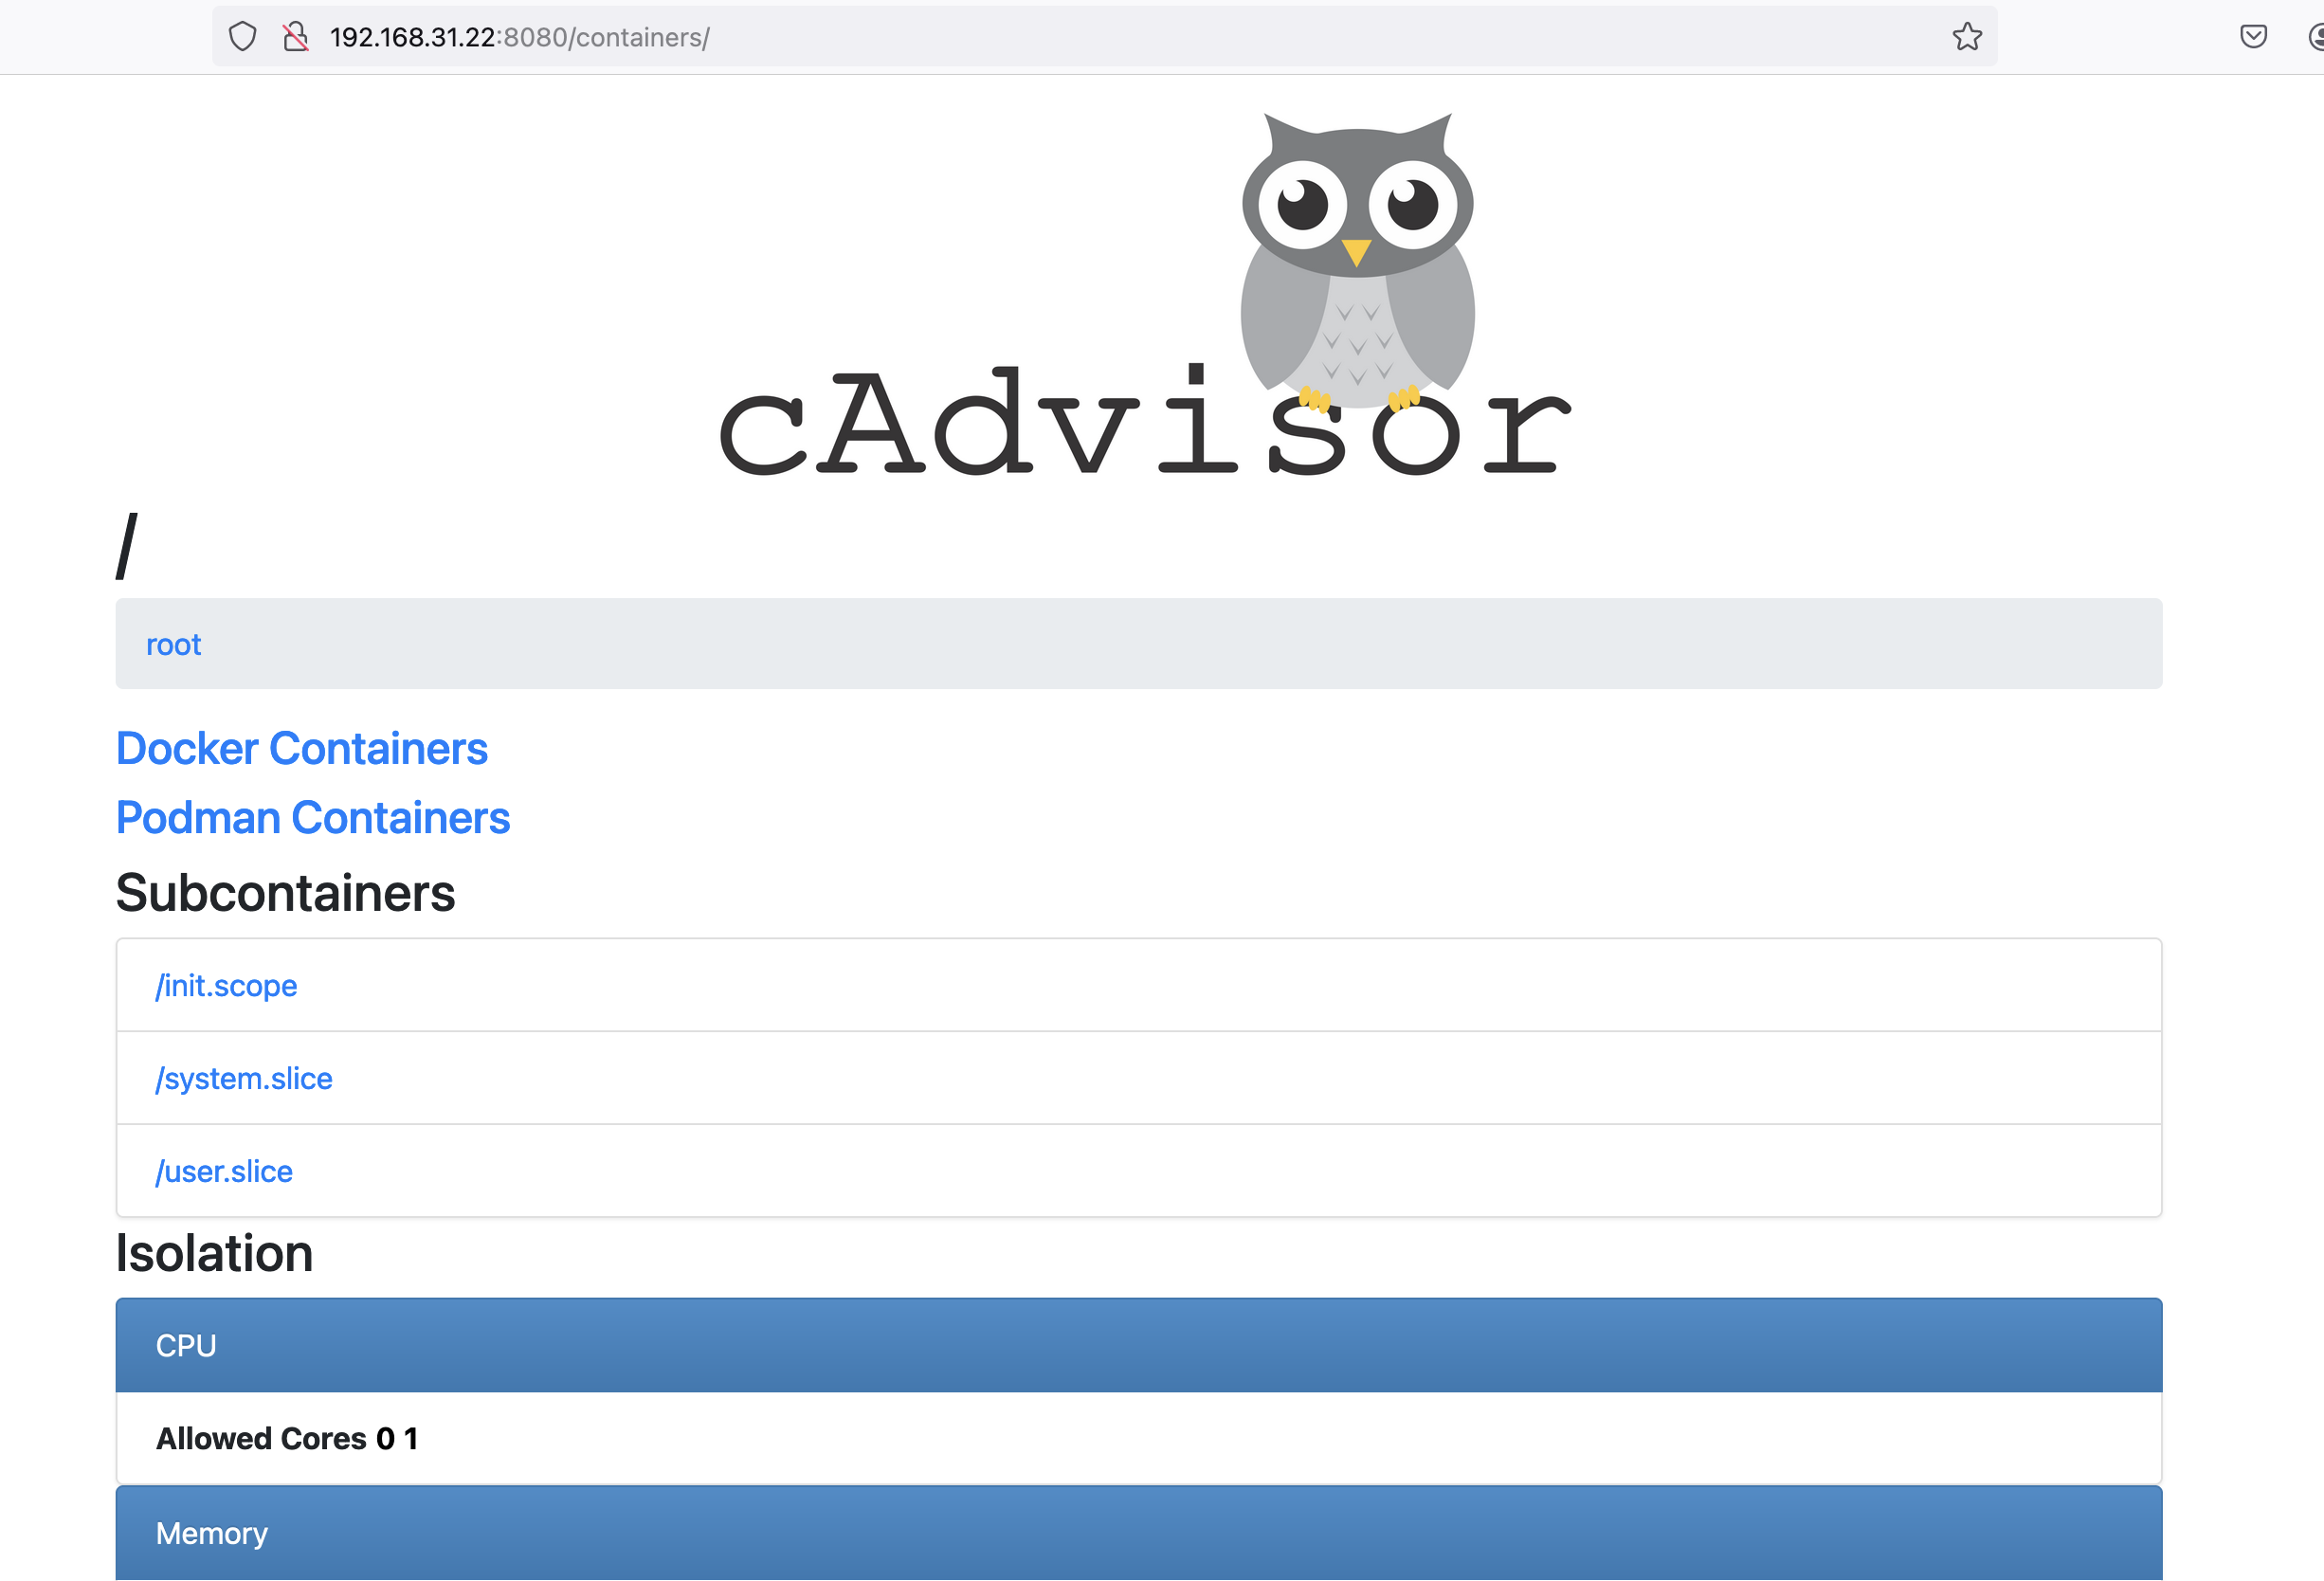 192.168.31.22:8080/containers/
cAdvisor
/
root
Docker Containers
Podman Containers
Subcontainers
/init.scope
/system.slice
/user.slice
Isolation
CPU
Allowed Cores 0 1
Memory